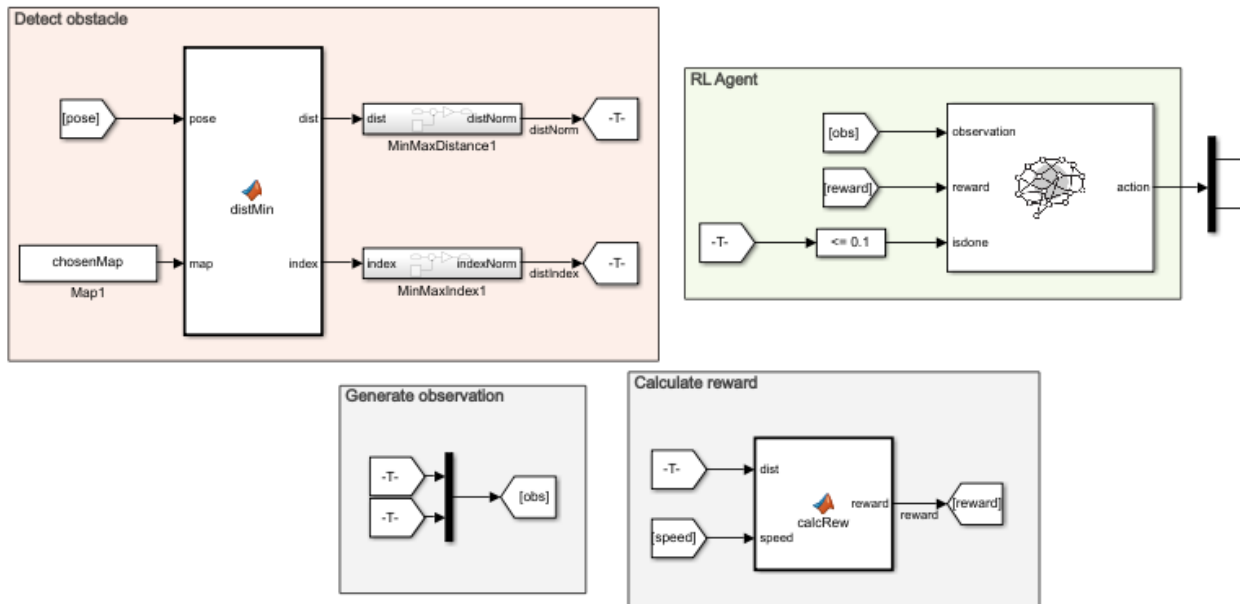 Detect obstacle
[pose]
pose
dist
dist
distNorm
distNorm
-T-
MinMaxDistance1
distMin
chosenMap
Map1
map
index
index
indexNorm
distIndex
-T-
MinMaxIndex1
RL Agent
[obs]
observation
[reward]
reward
action
-T-
<= 0.1
isdone
Generate observation
-T-
-T-
[obs]
Calculate reward
-T-
dist
reward
reward
[reward]
calcRew
[speed]
speed